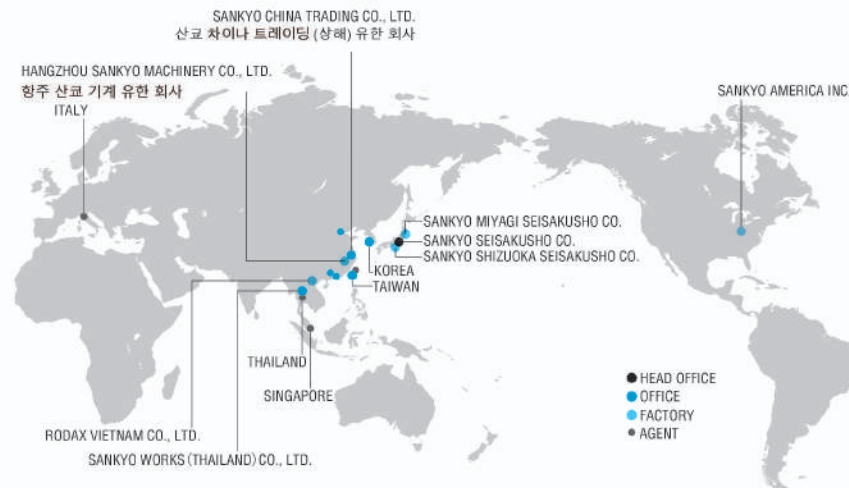 SANKYO CHINA TRADING CO., LTD.
산쿄 차이나 트레이딩 (상해) 유한 회사
HANGZHOU SANKYO MACHINERY CO., LTD.
항주 산쿄 기계 유한 회사
ITALY
SANKYO AMERICA INC.
SANKYO MIYAGI SEISAKUSHO CO.
SANKYO SEISAKUSHO CO.
SANKYO SHIZUOKA SEISAKUSHO CO.
KOREA
TAIWAN
THAILAND
SINGAPORE
RODAX VIETNAM CO., LTD.
SANKYO WORKS (THAILAND) CO., LTD.
HEAD OFFICE
OFFICE
FACTORY
AGENT